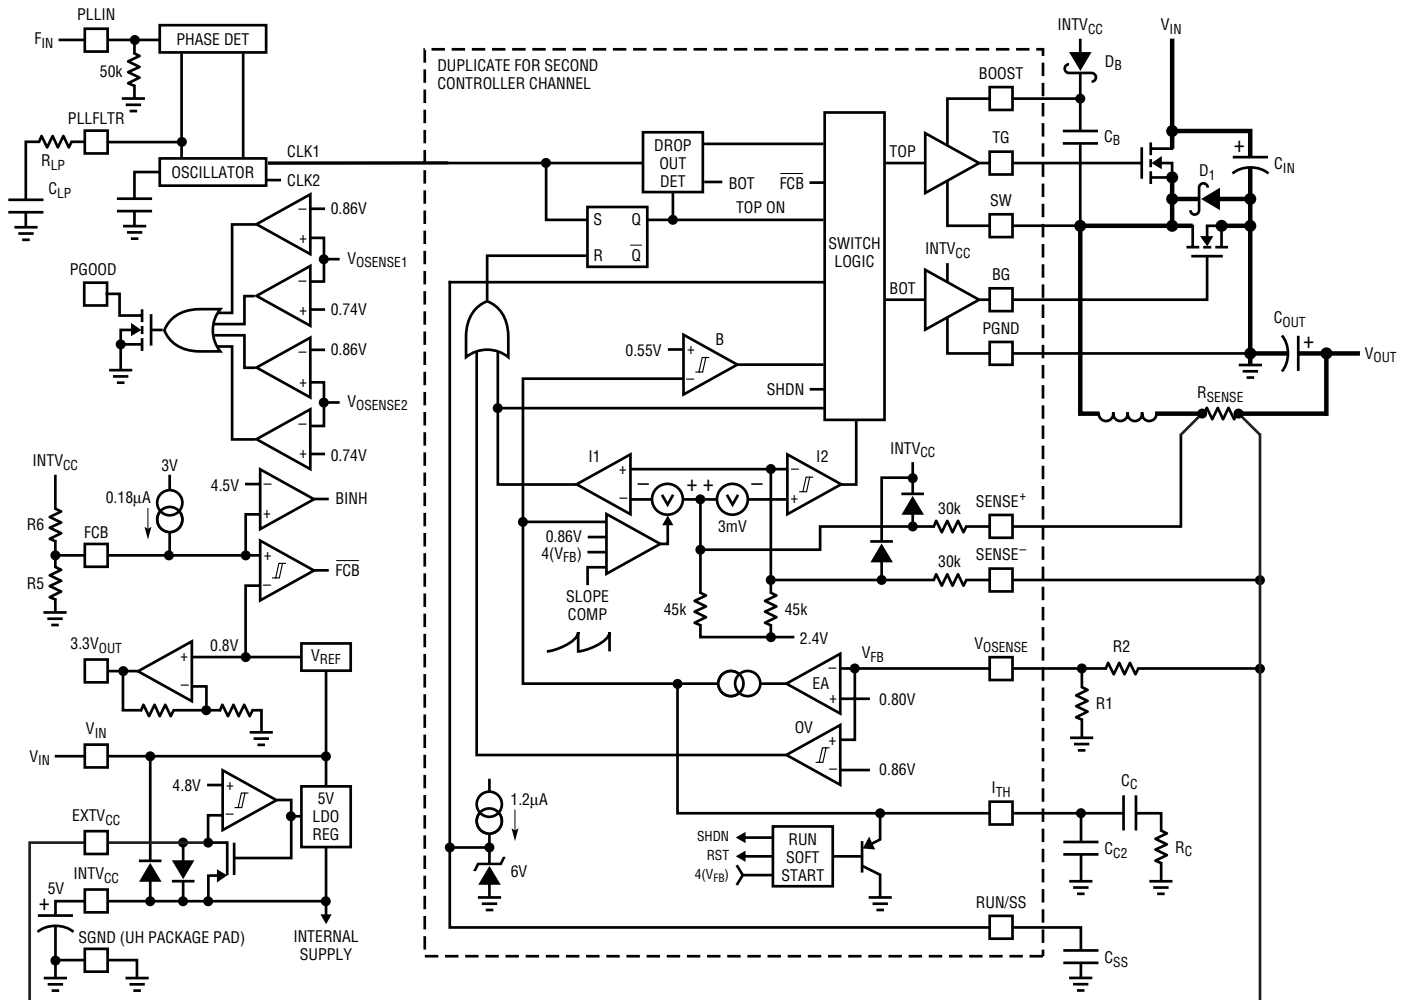 PLLIN
F_IN
PHASE DET
50k
PLLFLTR
R_LP
C_LP
OSCILLATOR
CLK1
CLK2
−
0.86V
+
V_OSENSE1
−
+
0.74V
PGOOD
−
0.86V
+
V_OSENSE2
−
+
0.74V
INTV_CC
3V
0.18µA
R6
FCB
R5
4.5V
−
+
BINH
+
−
F̅C̅B̅
3.3V_OUT
0.8V
+
−
V_REF
V_IN
V_IN
4.8V
+
−
5V
LDO
REG
EXTV_CC
INTV_CC
5V
+
SGND (UH PACKAGE PAD)
INTERNAL
SUPPLY
DUPLICATE FOR SECOND
CONTROLLER CHANNEL
DROP
OUT
DET
BOT
F̅C̅B̅
TOP ON
S Q
R Q̅
SWITCH
LOGIC
TOP
BOT
INTV_CC
0.55V
+
−
B
SHDN
I1
+
−
− + + −
V
V
3mV
I2
−
+
0.86V
4(V_FB)
SLOPE
COMP
45k
45k
2.4V
INTV_CC
30k
SENSE+
30k
SENSE−
V_FB
V_OSENSE
EA
−
+
0.80V
OV
+
−
0.86V
1.2µA
6V
SHDN
RST
4(V_FB)
RUN
SOFT
START
I_TH
RUN/SS
BOOST
TG
SW
BG
PGND
INTV_CC
D_B
C_B
V_IN
+
C_IN
D_1
C_OUT
+
V_OUT
R_SENSE
R2
R1
C_C
C_C2
R_C
C_SS